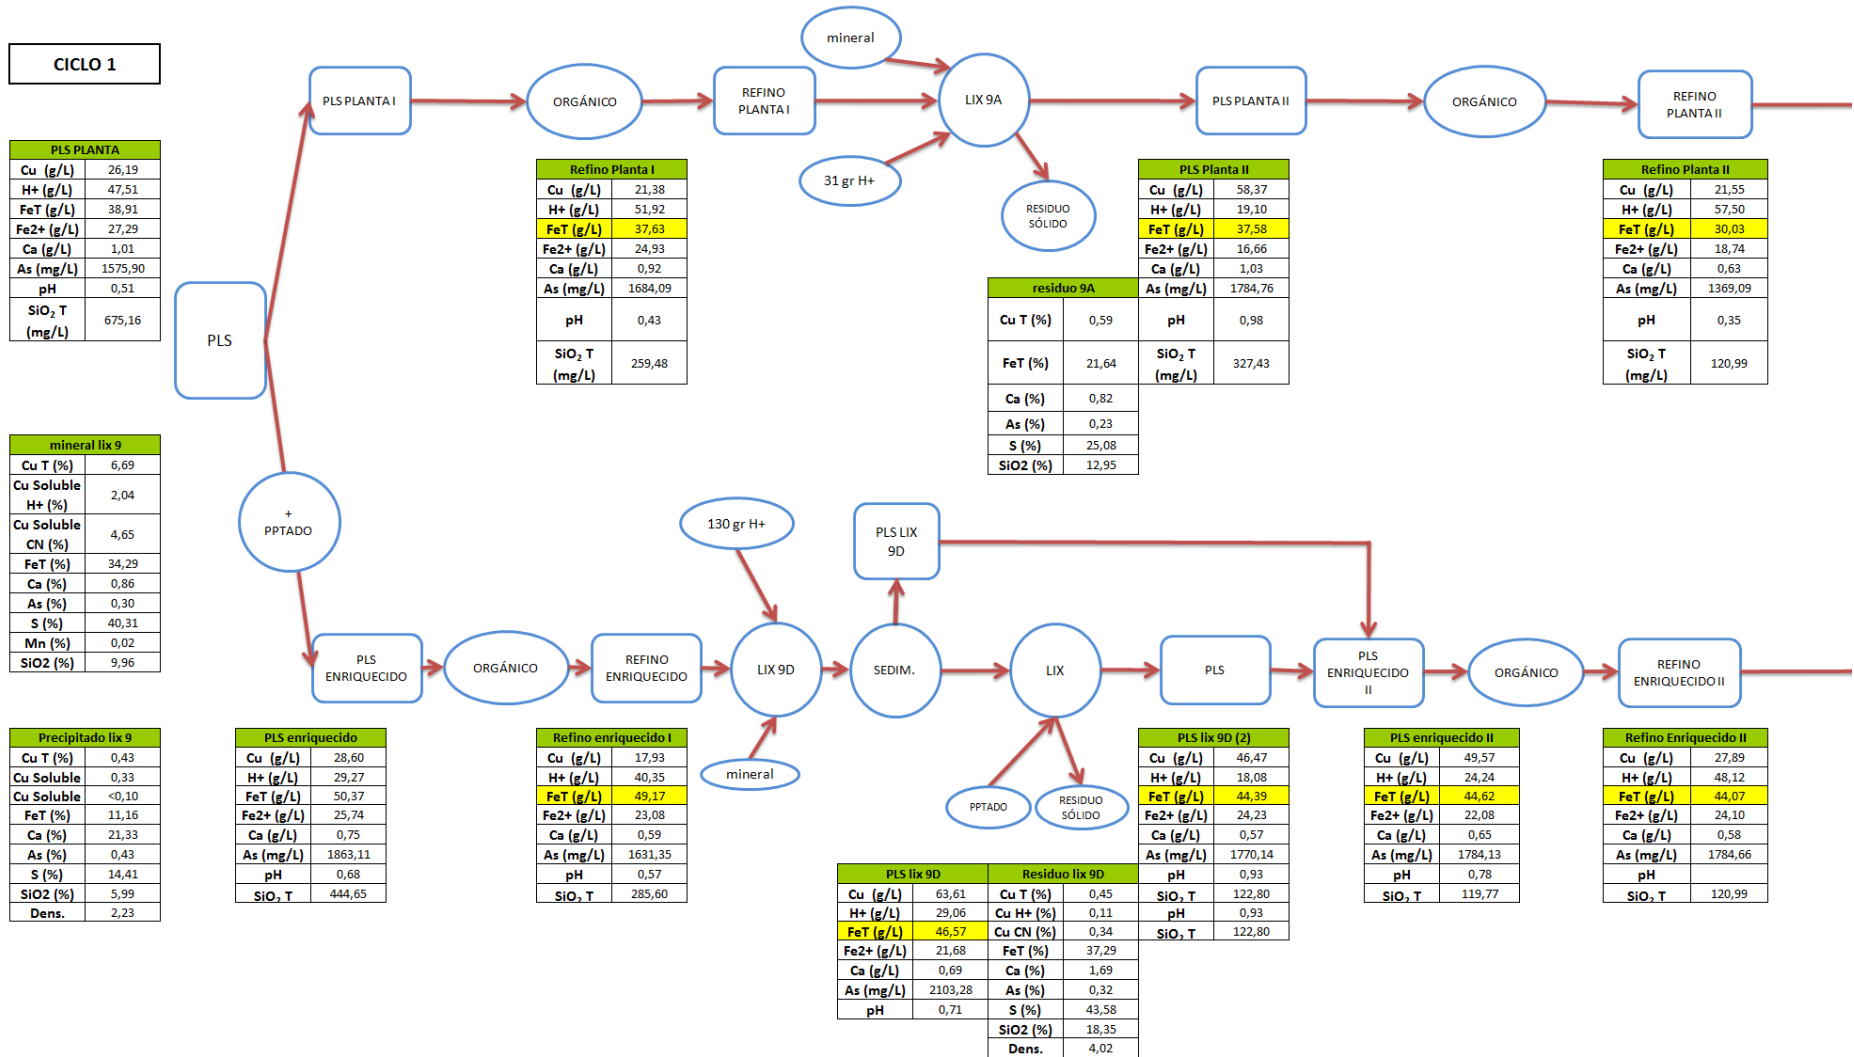 CICLO 1
mineral
PLS PLANTA I
ORGÁNICO
REFINO
PLANTA I
LIX 9A
PLS PLANTA II
ORGÁNICO
REFINO
PLANTA II
31 gr H+
RESIDUO
SÓLIDO
PLS PLANTA
Cu (g/L) 26,19
H+ (g/L) 47,51
FeT (g/L) 38,91
Fe2+ (g/L) 27,29
Ca (g/L) 1,01
As (mg/L) 1575,90
pH 0,51
SiO₂ T
(mg/L) 675,16
PLS
Refino Planta I
Cu (g/L) 21,38
H+ (g/L) 51,92
FeT (g/L) 37,63
Fe2+ (g/L) 24,93
Ca (g/L) 0,92
As (mg/L) 1684,09
pH 0,43
SiO₂ T
(mg/L) 259,48
PLS Planta II
Cu (g/L) 58,37
H+ (g/L) 19,10
FeT (g/L) 37,58
Fe2+ (g/L) 16,66
Ca (g/L) 1,03
As (mg/L) 1784,76
pH 0,98
SiO₂ T
(mg/L) 327,43
Refino Planta II
Cu (g/L) 21,55
H+ (g/L) 57,50
FeT (g/L) 30,03
Fe2+ (g/L) 18,74
Ca (g/L) 0,63
As (mg/L) 1369,09
pH 0,35
SiO₂ T
(mg/L) 120,99
residuo 9A
Cu T (%) 0,59
FeT (%) 21,64
Ca (%) 0,82
As (%) 0,23
S (%) 25,08
SiO2 (%) 12,95
mineral lix 9
Cu T (%) 6,69
Cu Soluble
H+ (%) 2,04
Cu Soluble
CN (%) 4,65
FeT (%) 34,29
Ca (%) 0,86
As (%) 0,30
S (%) 40,31
Mn (%) 0,02
SiO2 (%) 9,96
+
PPTADO
130 gr H+
PLS LIX
9D
PLS
ENRIQUECIDO
ORGÁNICO
REFINO
ENRIQUECIDO
LIX 9D
SEDIM.
LIX
PLS
PLS
ENRIQUECIDO
II
ORGÁNICO
REFINO
ENRIQUECIDO II
mineral
PPTADO
RESIDUO
SÓLIDO
Precipitado lix 9
Cu T (%) 0,43
Cu Soluble 0,33
Cu Soluble <0,10
FeT (%) 11,16
Ca (%) 21,33
As (%) 0,43
S (%) 14,41
SiO2 (%) 5,99
Dens. 2,23
PLS enriquecido
Cu (g/L) 28,60
H+ (g/L) 29,27
FeT (g/L) 50,37
Fe2+ (g/L) 25,74
Ca (g/L) 0,75
As (mg/L) 1863,11
pH 0,68
SiO₂ T 444,65
Refino enriquecido I
Cu (g/L) 17,93
H+ (g/L) 40,35
FeT (g/L) 49,17
Fe2+ (g/L) 23,08
Ca (g/L) 0,59
As (mg/L) 1631,35
pH 0,57
SiO₂ T 285,60
PLS lix 9D
Cu (g/L) 63,61
H+ (g/L) 29,06
FeT (g/L) 46,57
Fe2+ (g/L) 21,68
Ca (g/L) 0,69
As (mg/L) 2103,28
pH 0,71
Residuo lix 9D
Cu T (%) 0,45
Cu H+ (%) 0,11
Cu CN (%) 0,34
FeT (%) 37,29
Ca (%) 1,69
As (%) 0,32
S (%) 43,58
SiO2 (%) 18,35
Dens. 4,02
PLS lix 9D (2)
Cu (g/L) 46,47
H+ (g/L) 18,08
FeT (g/L) 44,39
Fe2+ (g/L) 24,23
Ca (g/L) 0,57
As (mg/L) 1770,14
pH 0,93
SiO₂ T 122,80
pH 0,93
SiO₂ T 122,80
PLS enriquecido II
Cu (g/L) 49,57
H+ (g/L) 24,24
FeT (g/L) 44,62
Fe2+ (g/L) 22,08
Ca (g/L) 0,65
As (mg/L) 1784,13
pH 0,78
SiO₂ T 119,77
Refino Enriquecido II
Cu (g/L) 27,89
H+ (g/L) 48,12
FeT (g/L) 44,07
Fe2+ (g/L) 24,10
Ca (g/L) 0,58
As (mg/L) 1784,66
pH
SiO₂ T 120,99